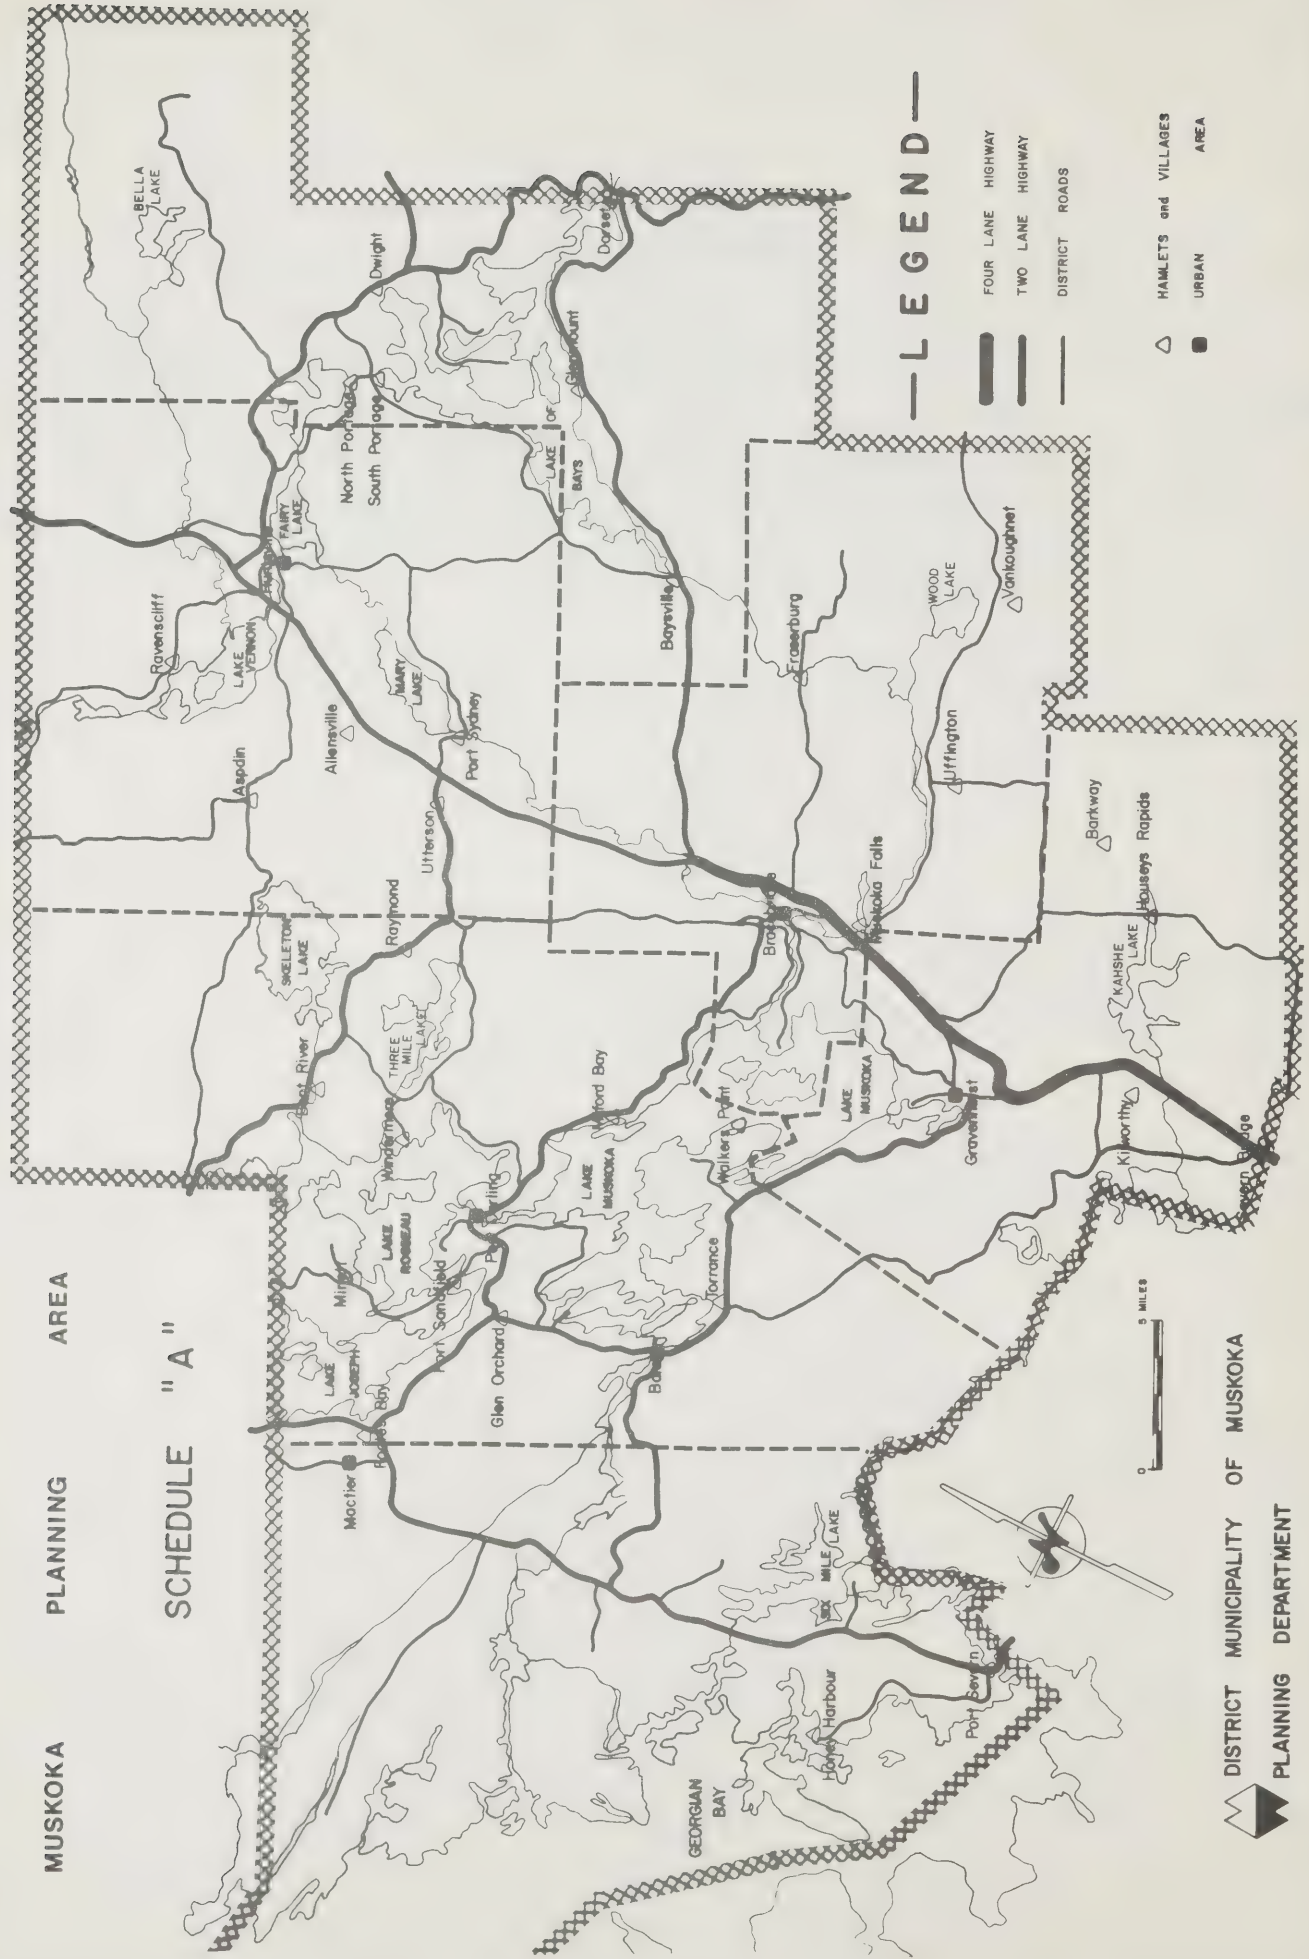 MUSKOKA PLANNING AREA
SCHEDULE "A"
BELLA
LAKE
Dwight
Dorset
Glenmount
North Portage
South Portage
LAKE OF
BAYS
FAIRY
LAKE
Ravenscliff
LAKE
VERNON
MARY
LAKE
Port Sydney
Allensville
Aspdin
Utterson
Baysville
Fraserburg
WOOD
LAKE
Vankoughnet
Uffington
Barkway
Houseys Rapids
KAHSHE
LAKE
Muskoka Falls
Raymond
SKELETON
LAKE
THREE
MILE
LAKE
Windermere
Milford Bay
Walkers Point
LAKE
MUSKOKA
Gravenhurst
Kilworthy
LAKE
MUSKOKA
LAKE
ROSSEAU
Minett
Port Sandfield
LAKE
JOSEPH
Glen Orchard
Torrance
Bala
Mactier
SIX MILE LAKE
Honey Harbour
Port Severn
GEORGIAN
BAY
—LEGEND—
FOUR LANE HIGHWAY
TWO LANE HIGHWAY
DISTRICT ROADS
HAMLETS and VILLAGES
URBAN AREA
0 5 MILES
DISTRICT MUNICIPALITY OF MUSKOKA
PLANNING DEPARTMENT